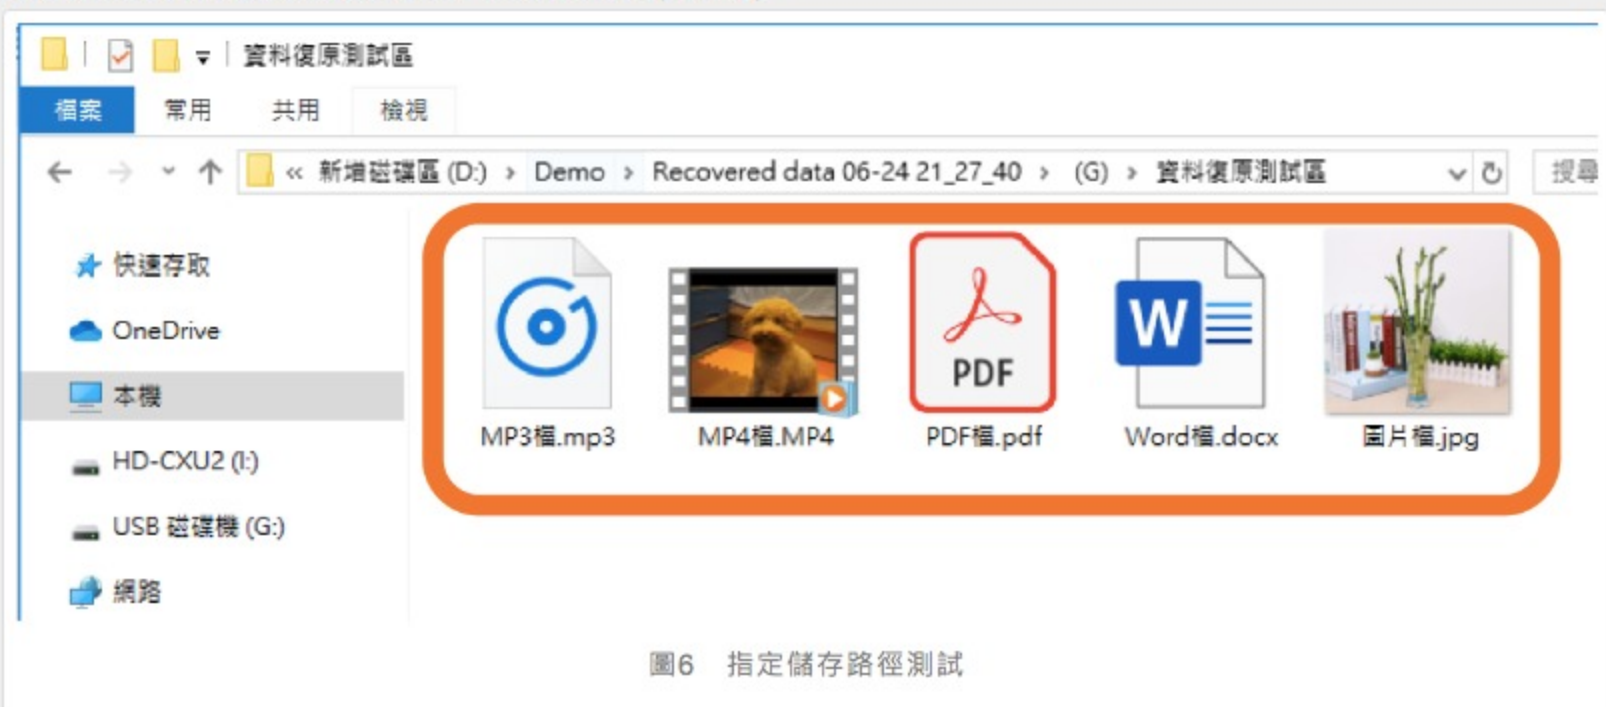 資料復原測試區
檔案 常用 共用 檢視
« 新增磁碟區 (D:) › Demo › Recovered data 06-24 21_27_40 › (G) › 資料復原測試區 搜尋
快速存取
OneDrive
本機
HD-CXU2 (I:)
USB 磁碟機 (G:)
網路
PDF
W
MP3檔.mp3 MP4檔.MP4 PDF檔.pdf Word檔.docx 圖片檔.jpg
圖6 指定儲存路徑測試